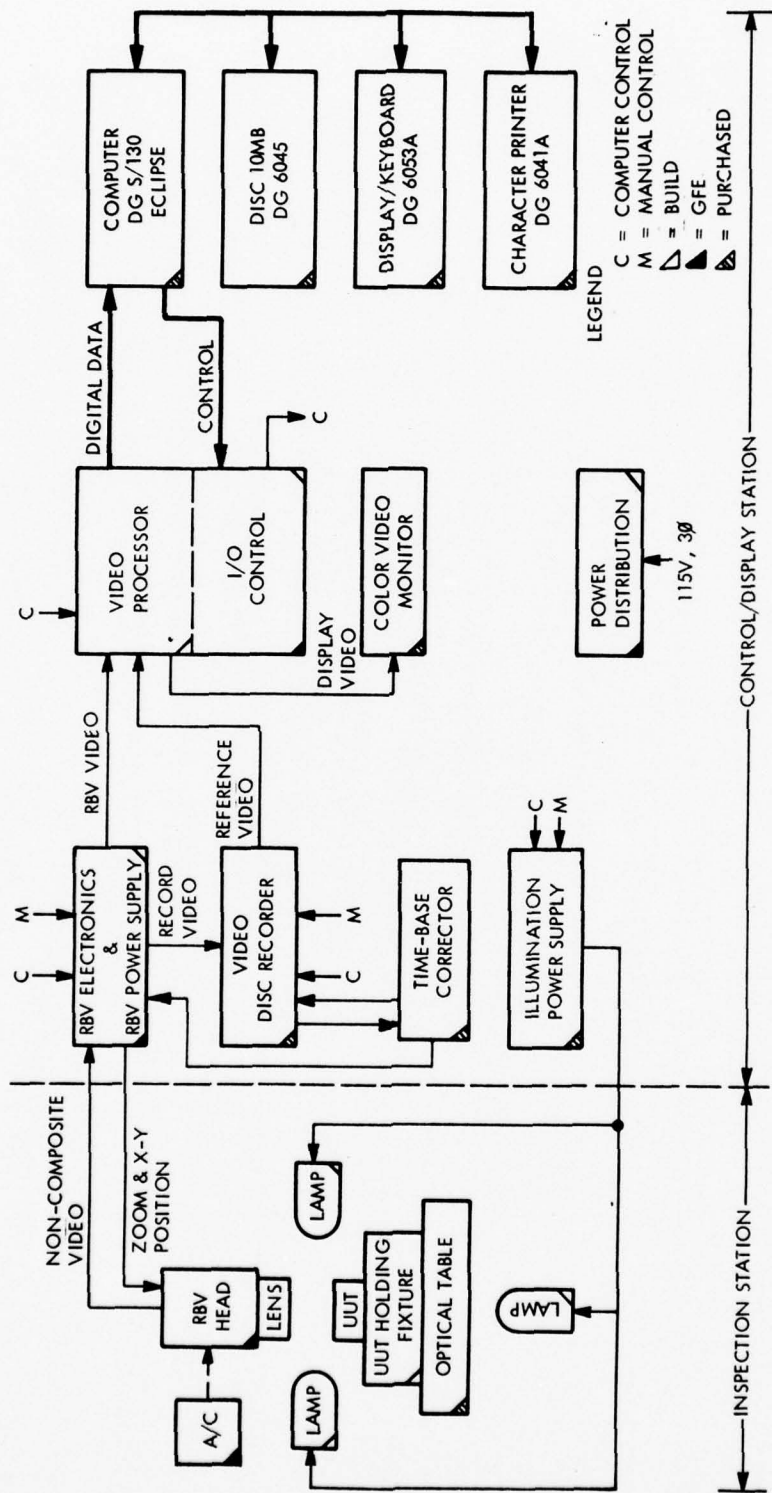 NON-COMPOSITE
VIDEO
ZOOM & X-Y
POSITION
A/C
RBV
HEAD
LENS
LAMP
LAMP
UUT
UUT HOLDING
FIXTURE
OPTICAL TABLE
LAMP
INSPECTION STATION
C
M
RBV ELECTRONICS
&
RBV POWER SUPPLY
RBV VIDEO
RECORD
VIDEO
VIDEO
DISC RECORDER
C
M
REFERENCE
VIDEO
TIME-BASE
CORRECTOR
ILLUMINATION
POWER SUPPLY
C
M
C
VIDEO
PROCESSOR
I/O
CONTROL
DIGITAL DATA
CONTROL
C
DISPLAY
VIDEO
COLOR VIDEO
MONITOR
POWER
DISTRIBUTION
115V, 3Ø
COMPUTER
DG S/130
ECLIPSE
DISC 10MB
DG 6045
DISPLAY/KEYBOARD
DG 6053A
CHARACTER PRINTER
DG 6041A
LEGEND
C = COMPUTER CONTROL
M = MANUAL CONTROL
= BUILD
= GFE
= PURCHASED
CONTROL/DISPLAY STATION